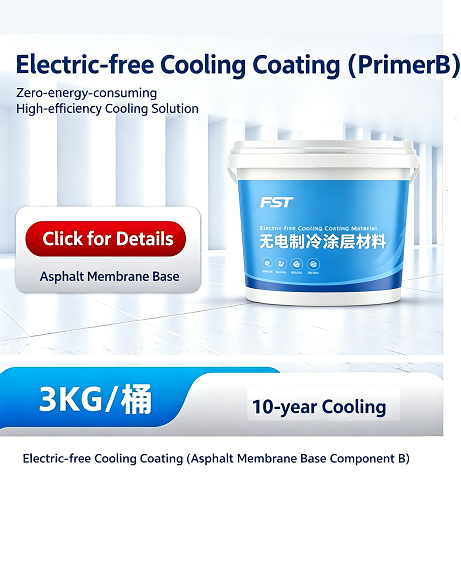 Electric-free Cooling Coating (PrimerB)
Zero-energy-consuming
High-efficiency Cooling Solution
FST
Electric-free Cooling Coating Material
无电制冷涂层材料
Click for Details
Asphalt Membrane Base
3KG/桶
10-year Cooling
Electric-free Cooling Coating (Asphalt Membrane Base Component B)